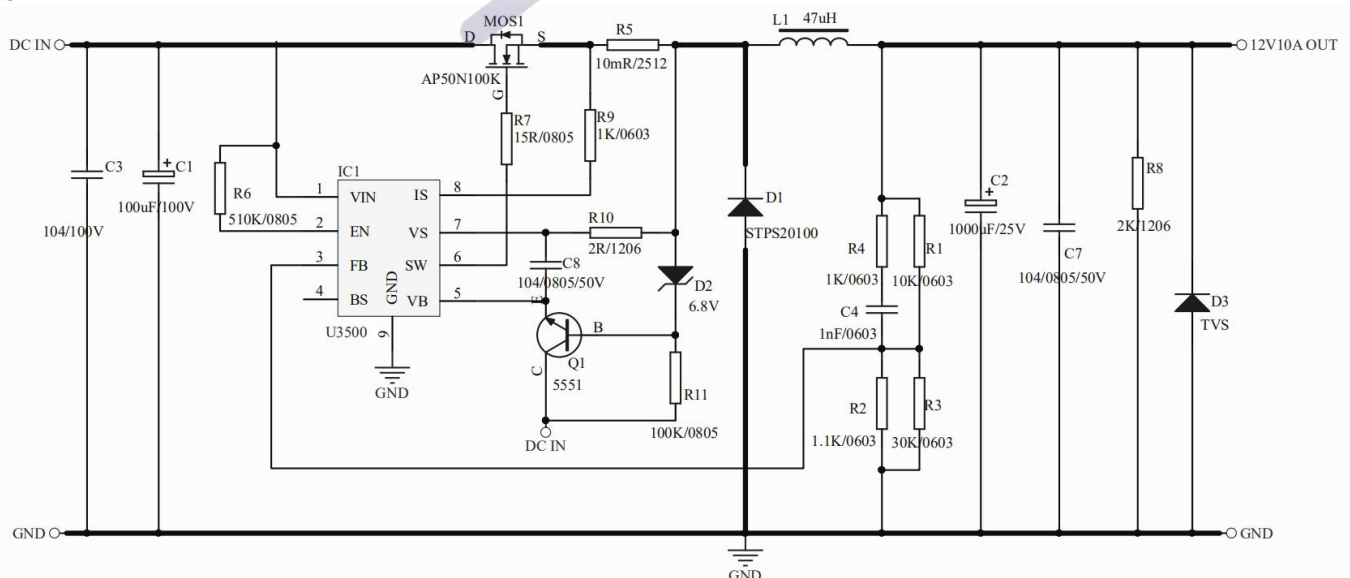 MOS1
L1 47uH
DC IN
D
S
R5
12V10A OUT
10mR/2512
AP50N100K
G
R7
15R/0805
R9
1K/0603
C3
+ C1
100uF/100V
104/100V
R6
510K/0805
IC1
1 VIN
IS 8
2 EN
VS 7
3 FB
SW 6
4 BS
VB 5
GND
9
U3500
GND
R10
2R/1206
C8
104/0805/50V
E
B
Q1
C
5551
DC IN
D2
6.8V
R11
100K/0805
D1
STPS20100
R4
1K/0603
R1
10K/0603
C4
1nF/0603
R2
1.1K/0603
R3
30K/0603
C2
+
1000uF/25V
C7
104/0805/50V
R8
2K/1206
D3
TVS
GND
GND
GND